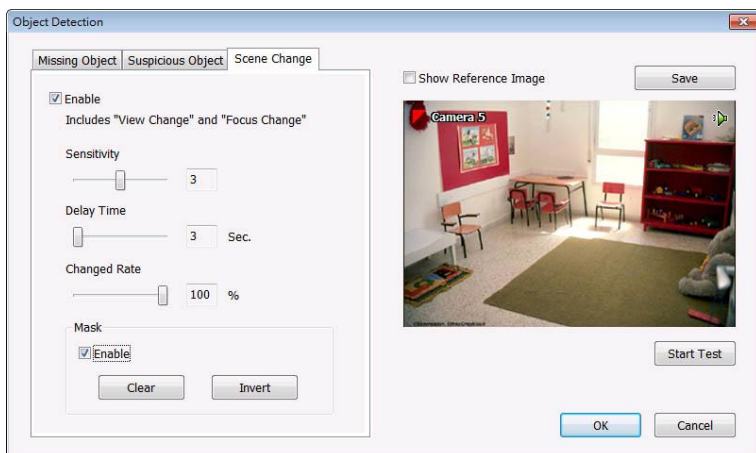 Object Detection
Missing Object
Suspicious Object
Scene Change
Enable
Includes "View Change" and "Focus Change"
Sensitivity
3
Delay Time
3 Sec.
Changed Rate
100 %
Mask
Enable
Clear
Invert
Show Reference Image
Save
Camera 5
Start Test
OK
Cancel